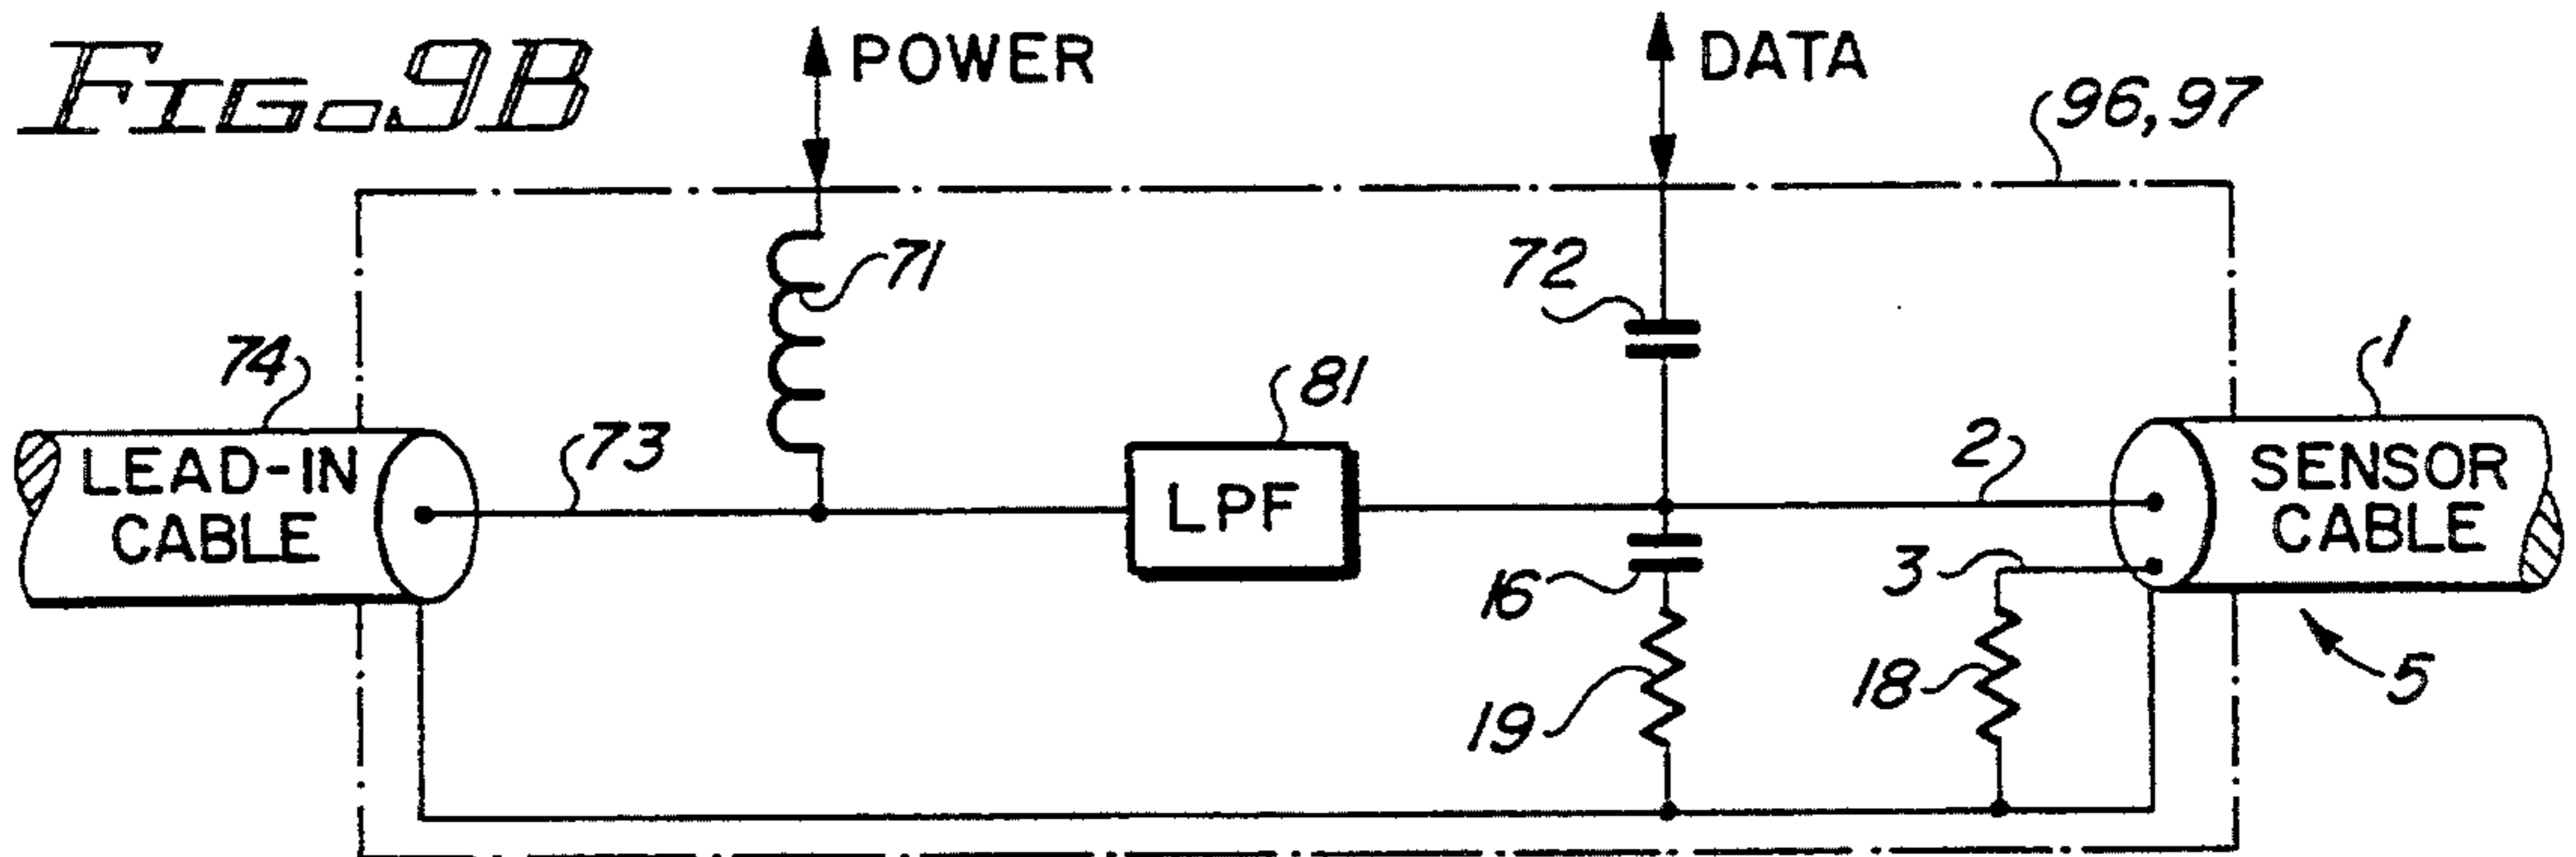 FIG. 9B
POWER
DATA
96, 97
71
72
74
73
81
2
1
LEAD-IN
CABLE
LPF
SENSOR
CABLE
3
16
19
18
5